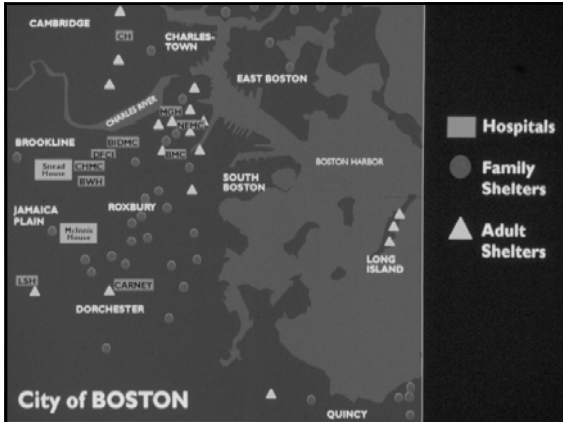 CAMBRIDGE
CH
CHARLES-
TOWN
EAST BOSTON
CHARLES RIVER
MGH
NEMC
BROOKLINE
BIDMC
DFCI
BMC
Snead
House
CHMC
BWH
SOUTH
BOSTON
BOSTON HARBOR
JAMAICA
PLAIN
ROXBURY
McInnis
House
LONG
ISLAND
LSH
CARNEY
DORCHESTER
City of BOSTON
QUINCY
Hospitals
Family
Shelters
Adult
Shelters